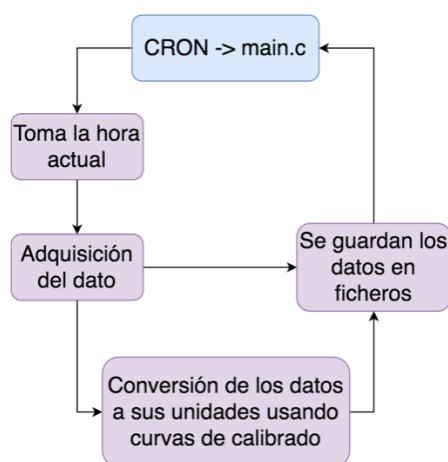 CRON -> main.c
Toma la hora
actual
Adquisición
del dato
Se guardan los
datos en
ficheros
Conversión de los datos
a sus unidades usando
curvas de calibrado